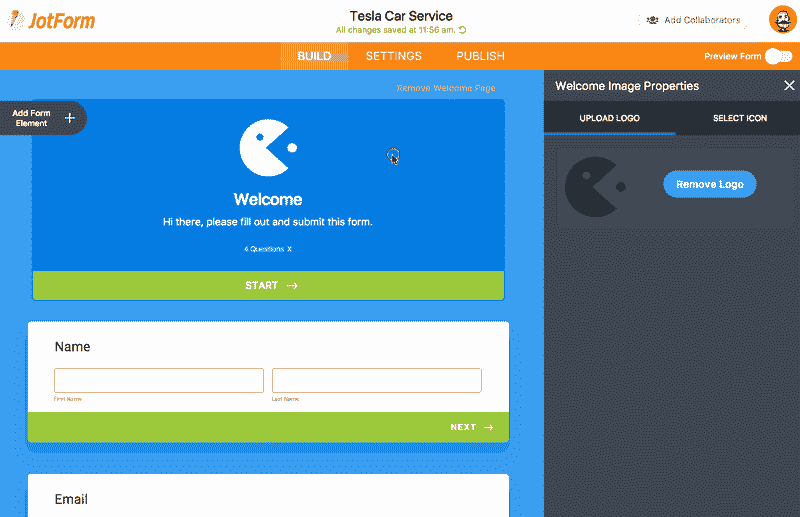 JotForm
Tesla Car Service
All changes saved at 11:56 am.
Add Collaborators
BUILD
SETTINGS
PUBLISH
Preview Form
Remove Welcome Page
Welcome Image Properties
Add Form
Element
UPLOAD LOGO
SELECT ICON
Remove Logo
Welcome
Hi there, please fill out and submit this form.
4 Questions X
START →
Name
First Name
Last Name
NEXT →
Email